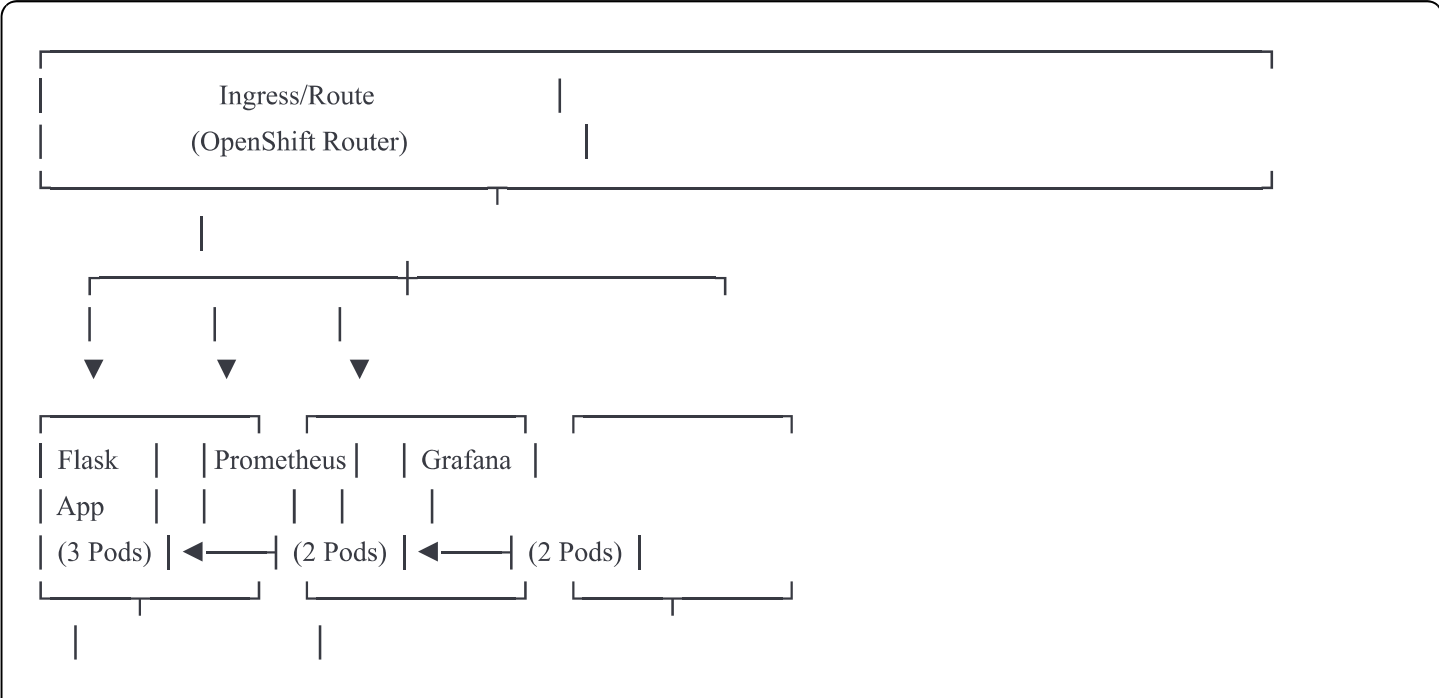 Ingress/Route
(OpenShift Router)
Flask Prometheus Grafana
App
(3 Pods) (2 Pods) (2 Pods)